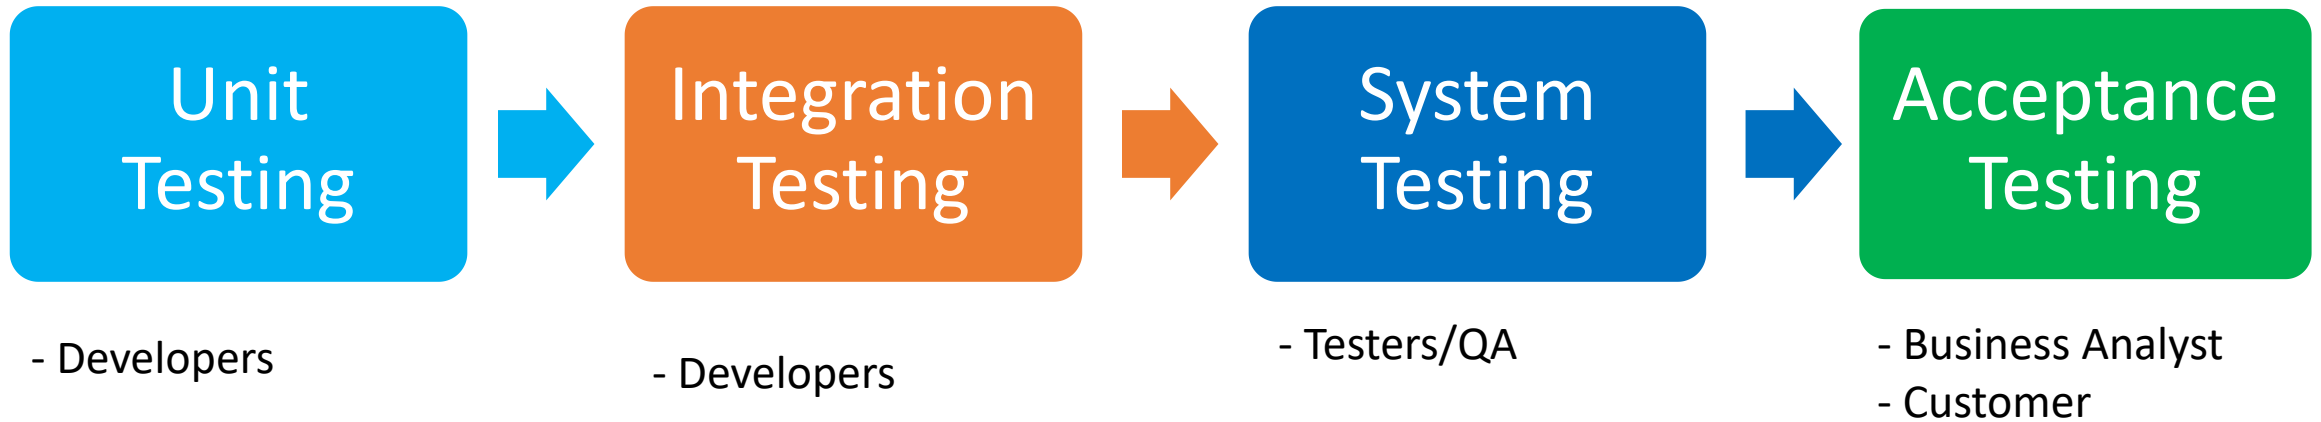 Unit
Testing
Integration
Testing
System
Testing
Acceptance
Testing
- Developers
- Developers
- Testers/QA
- Business Analyst
- Customer